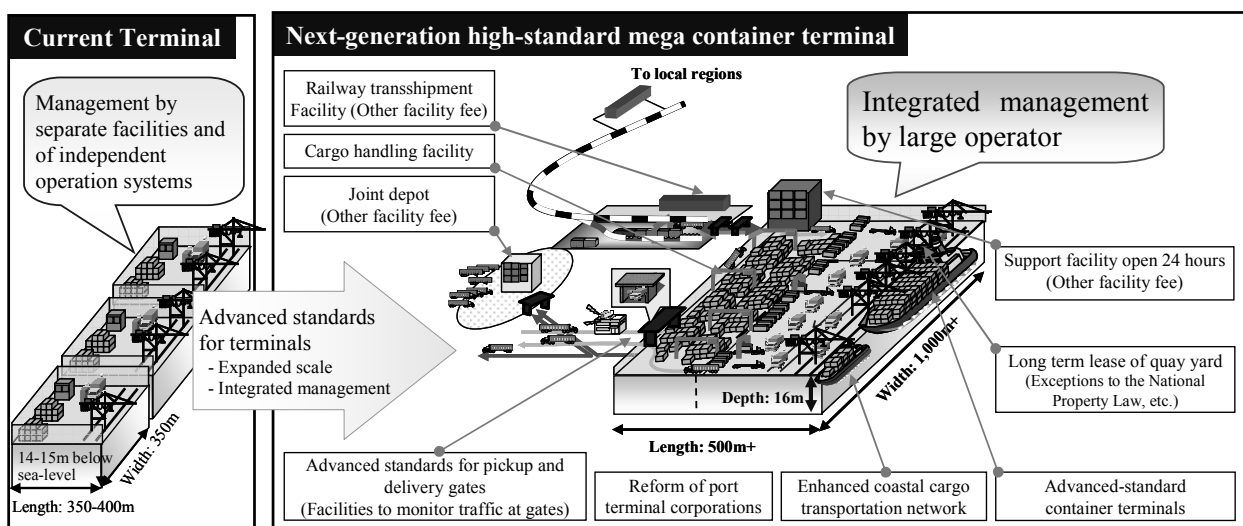 Current Terminal
Management by
separate facilities and
of independent
operation systems
14-15m below
sea-level
Width: 350m
Length: 350-400m
Advanced standards
for terminals
- Expanded scale
- Integrated management
Next-generation high-standard mega container terminal
To local regions
Railway transshipment
Facility (Other facility fee)
Cargo handling facility
Joint depot
(Other facility fee)
Integrated management
by large operator
Support facility open 24 hours
(Other facility fee)
Long term lease of quay yard
(Exceptions to the National
Property Law, etc.)
Width: 1,000m+
Depth: 16m
Length: 500m+
Advanced standards for pickup and
delivery gates
(Facilities to monitor traffic at gates)
Reform of port
terminal corporations
Enhanced coastal cargo
transportation network
Advanced-standard
container terminals